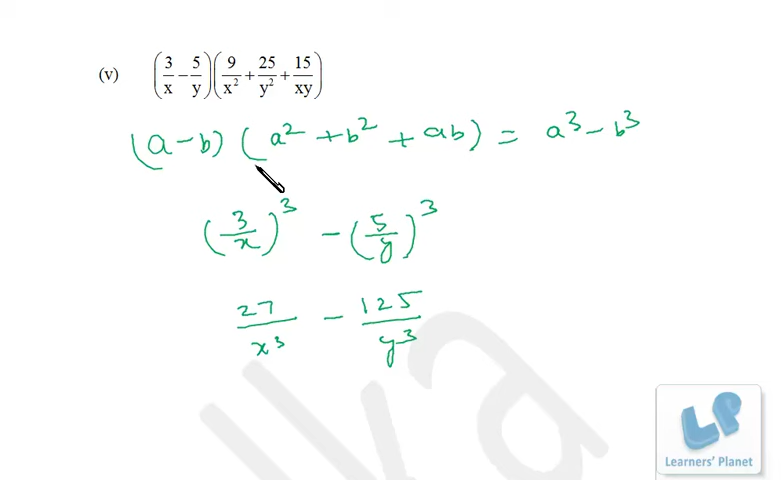 (v) (3/x − 5/y)(9/x² + 25/y² + 15/xy)
(a − b) (a² + b² + ab) = a³ − b³
(3/x)³ − (5/y)³
27/x³ − 125/y³
LP
Learners' Planet